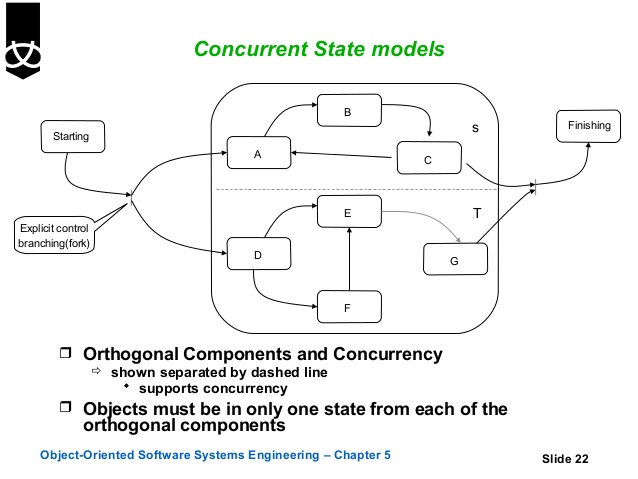 Concurrent State models
Starting
Explicit control
branching(fork)
A
B
C
s
D
E
F
G
T
Finishing
❒ Orthogonal Components and Concurrency
⇨ shown separated by dashed line
• supports concurrency
❒ Objects must be in only one state from each of the
orthogonal components
Object-Oriented Software Systems Engineering – Chapter 5
Slide 22